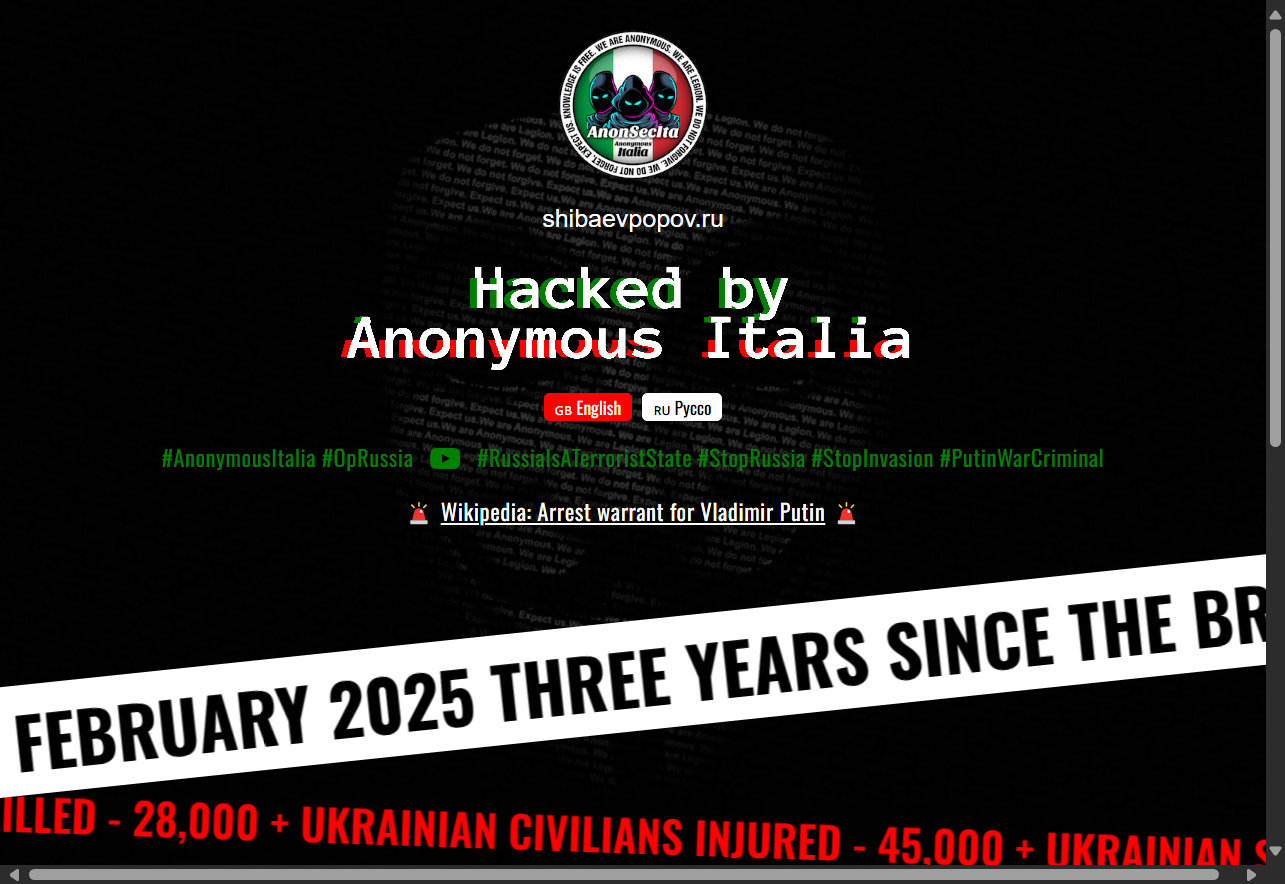 WE ARE ANONYMOUS. WE ARE LEGION. WE DO NOT FORGIVE. WE DO NOT FORGET. EXPECT US. KNOWLEDGE IS FREE.
AnonSecIta
Anonymous
Italia
shibaevpopov.ru
Hacked by
Anonymous Italia
GB English
RU Русо
#AnonymousItalia #OpRussia #RussiaIsATerroristState #StopRussia #StopInvasion #PutinWarCriminal
Wikipedia: Arrest warrant for Vladimir Putin
FEBRUARY 2025 THREE YEARS SINCE THE BR
ILLED - 28,000 + UKRAINIAN CIVILIANS INJURED - 45,000 + UKRAINIAN S